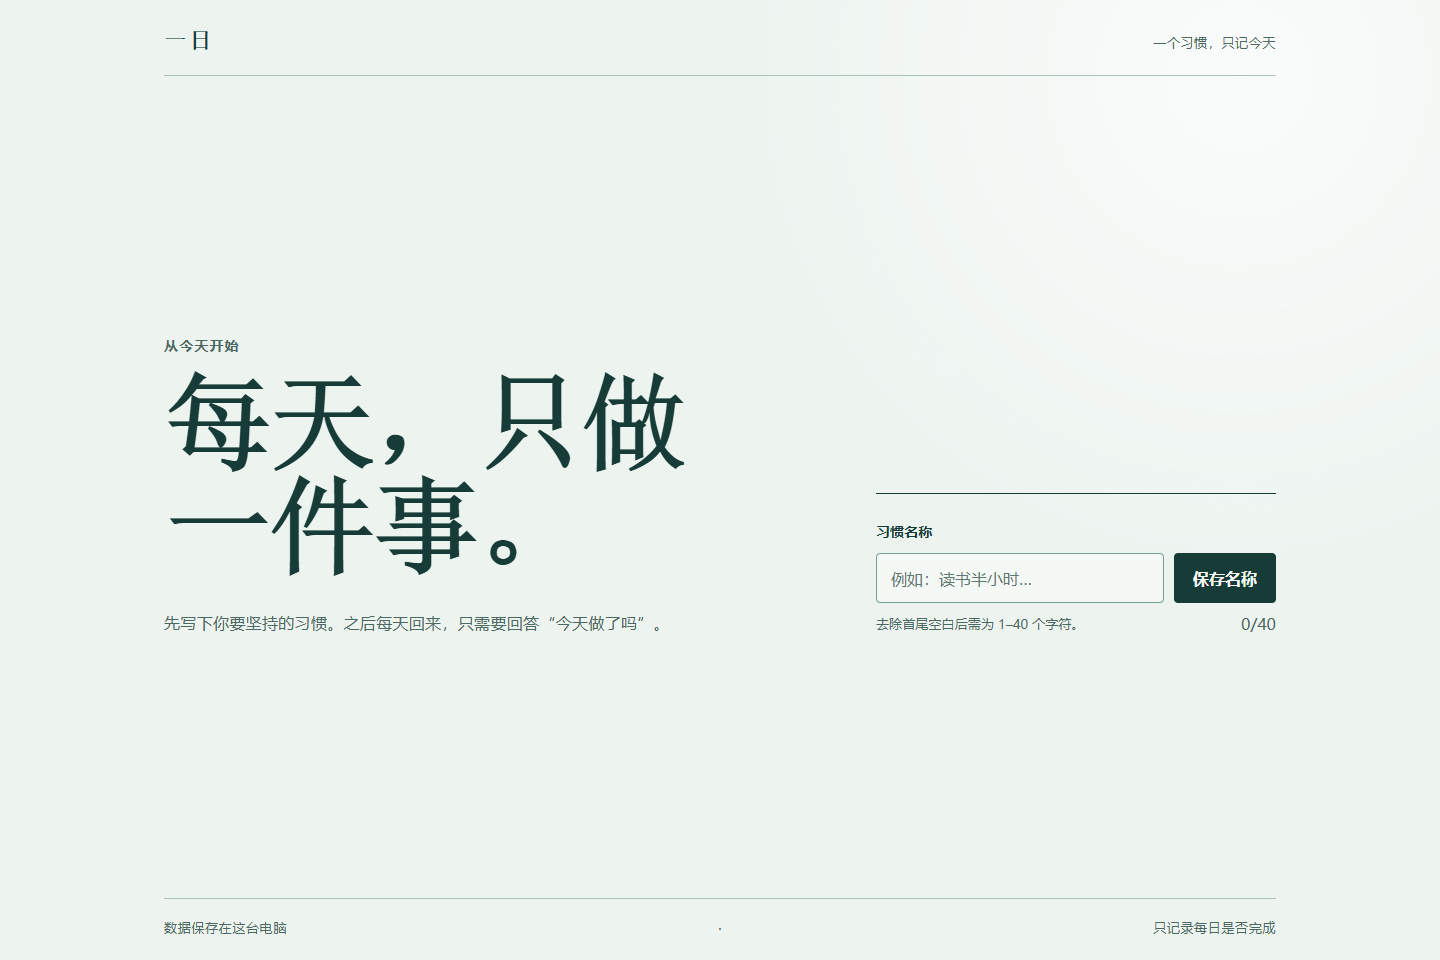 一日
一个习惯，只记今天
从今天开始
每天，只做
一件事。
先写下你要坚持的习惯。之后每天回来，只需要回答“今天做了吗”。
习惯名称
例如：读书半小时…
保存名称
去除首尾空白后需为 1–40 个字符。
0/40
数据保存在这台电脑
·
只记录每日是否完成